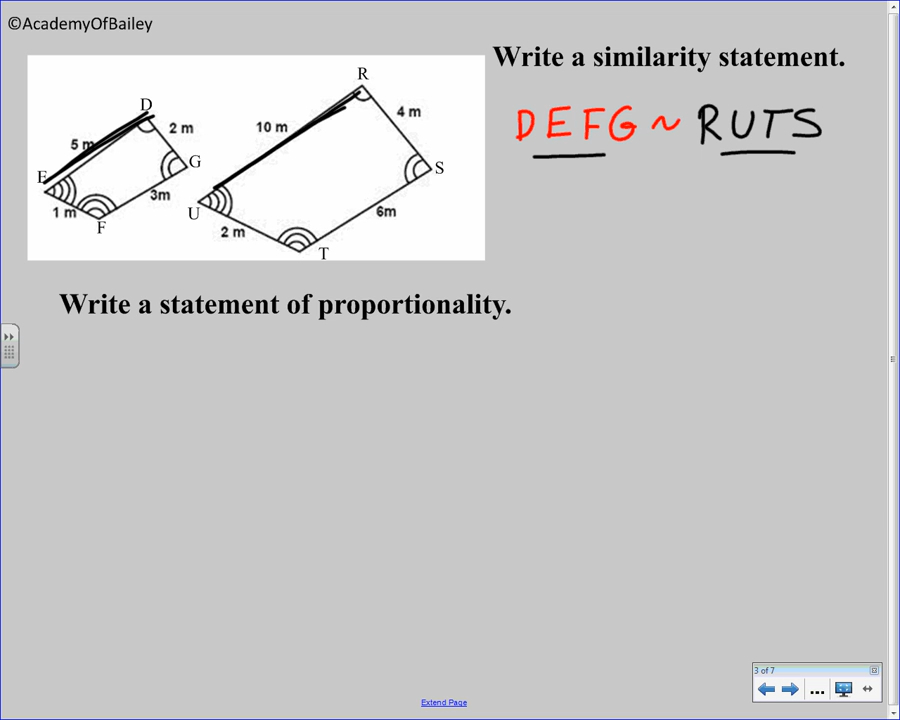 ©AcademyOfBailey
Write a similarity statement.
DEFG ~ RUTS
D
5 m
2 m
E
G
1 m
3m
F
R
10 m
4 m
S
U
2 m
6m
T
Write a statement of proportionality.
3 of 7
...
Extend Page